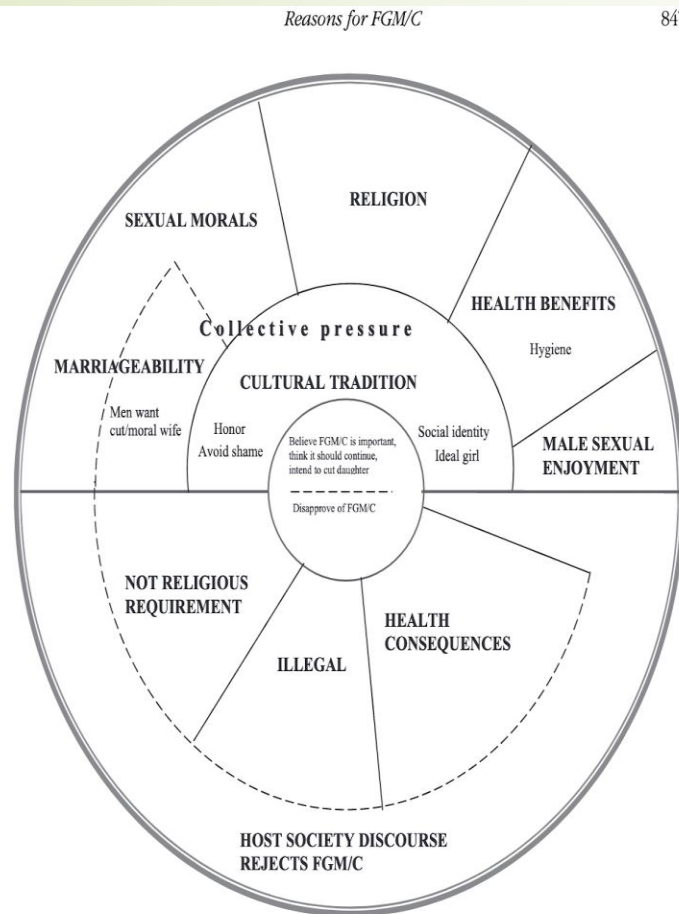 Reasons for FGM/C
84
RELIGION
SEXUAL MORALS
HEALTH BENEFITS
Hygiene
Collective pressure
MARRIAGEABILITY
Men want
cut/moral wife
CULTURAL TRADITION
Honor
Avoid shame
Believe FGM/C is important,
think it should continue,
intend to cut daughter
Social identity
Ideal girl
MALE SEXUAL
ENJOYMENT
Disapprove of FGM/C
NOT RELIGIOUS
REQUIREMENT
ILLEGAL
HEALTH
CONSEQUENCES
HOST SOCIETY DISCOURSE
REJECTS FGM/C